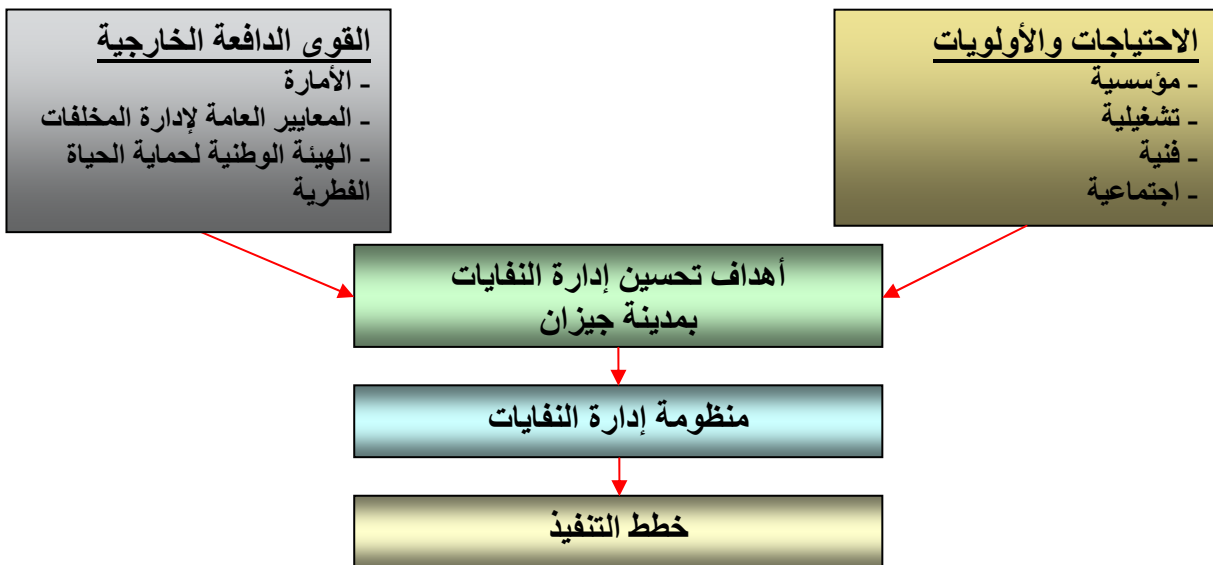 الاحتياجات والأولويات
- مؤسسية
- تشغيلية
- فنية
- اجتماعية
القوى الدافعة الخارجية
- الأمارة
- المعايير العامة لإدارة المخلفات
- الهيئة الوطنية لحماية الحياة
الفطرية
أهداف تحسين إدارة النفايات
بمدينة جيزان
منظومة إدارة النفايات
خطط التنفيذ